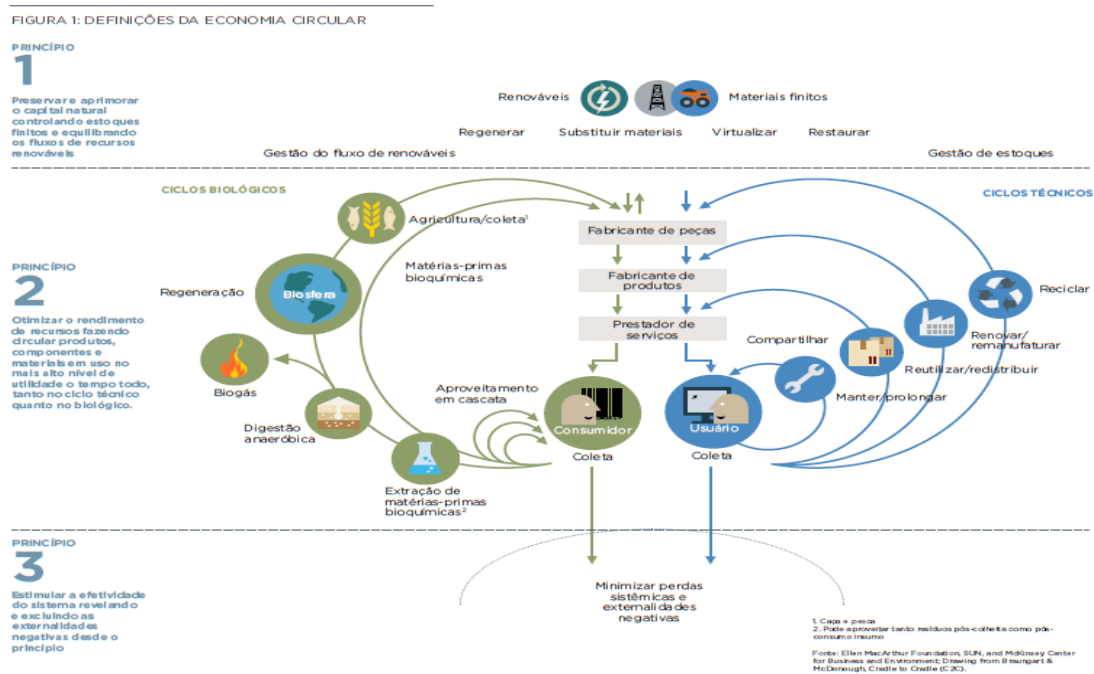 FIGURA 1: DEFINIÇÕES DA ECONOMIA CIRCULAR
PRINCÍPIO
1
Preservar e aprimorar
o capital natural
controlando estoques
finitos e equilibrando
os fluxos de recursos
renováveis
Renováveis
Materiais finitos
Regenerar
Substituir materiais
Virtualizar
Restaurar
Gestão do fluxo de renováveis
Gestão de estoques
PRINCÍPIO
2
Otimizar o rendimento
de recursos fazendo
circular produtos,
componentes e
materiais em uso no
mais alto nível de
utilidade o tempo todo,
tanto no ciclo técnico
quanto no biológico.
CICLOS BIOLÓGICOS
CICLOS TÉCNICOS
Agricultura/coleta¹
Matérias-primas
bioquímicas
Regeneração
Biosfera
Biogás
Digestão
anaeróbica
Extração de
matérias-primas
bioquímicas²
Aproveitamento
em cascata
Fabricante de peças
Fabricante de
produtos
Prestador de
serviços
Consumidor
Coleta
Usuário
Coleta
Compartilhar
Manter/prolongar
Reutilizar/redistribuir
Renovar/
remanufaturar
Reciclar
PRINCÍPIO
3
Estimular a efetividade
do sistema revelando
e excluindo as
externalidades
negativas desde o
princípio
Minimizar perdas
sistêmicas e
externalidades
negativas
1. Caça e pesca
2. Pode aproveitar tanto resíduos pós-colheita como pós-
consumo insumo
Fonte: Ellen MacArthur Foundation, SUN, and McKinsey Center
for Business and Environment; Drawing from Braungart &
McDonough, Cradle to Cradle (C2C).